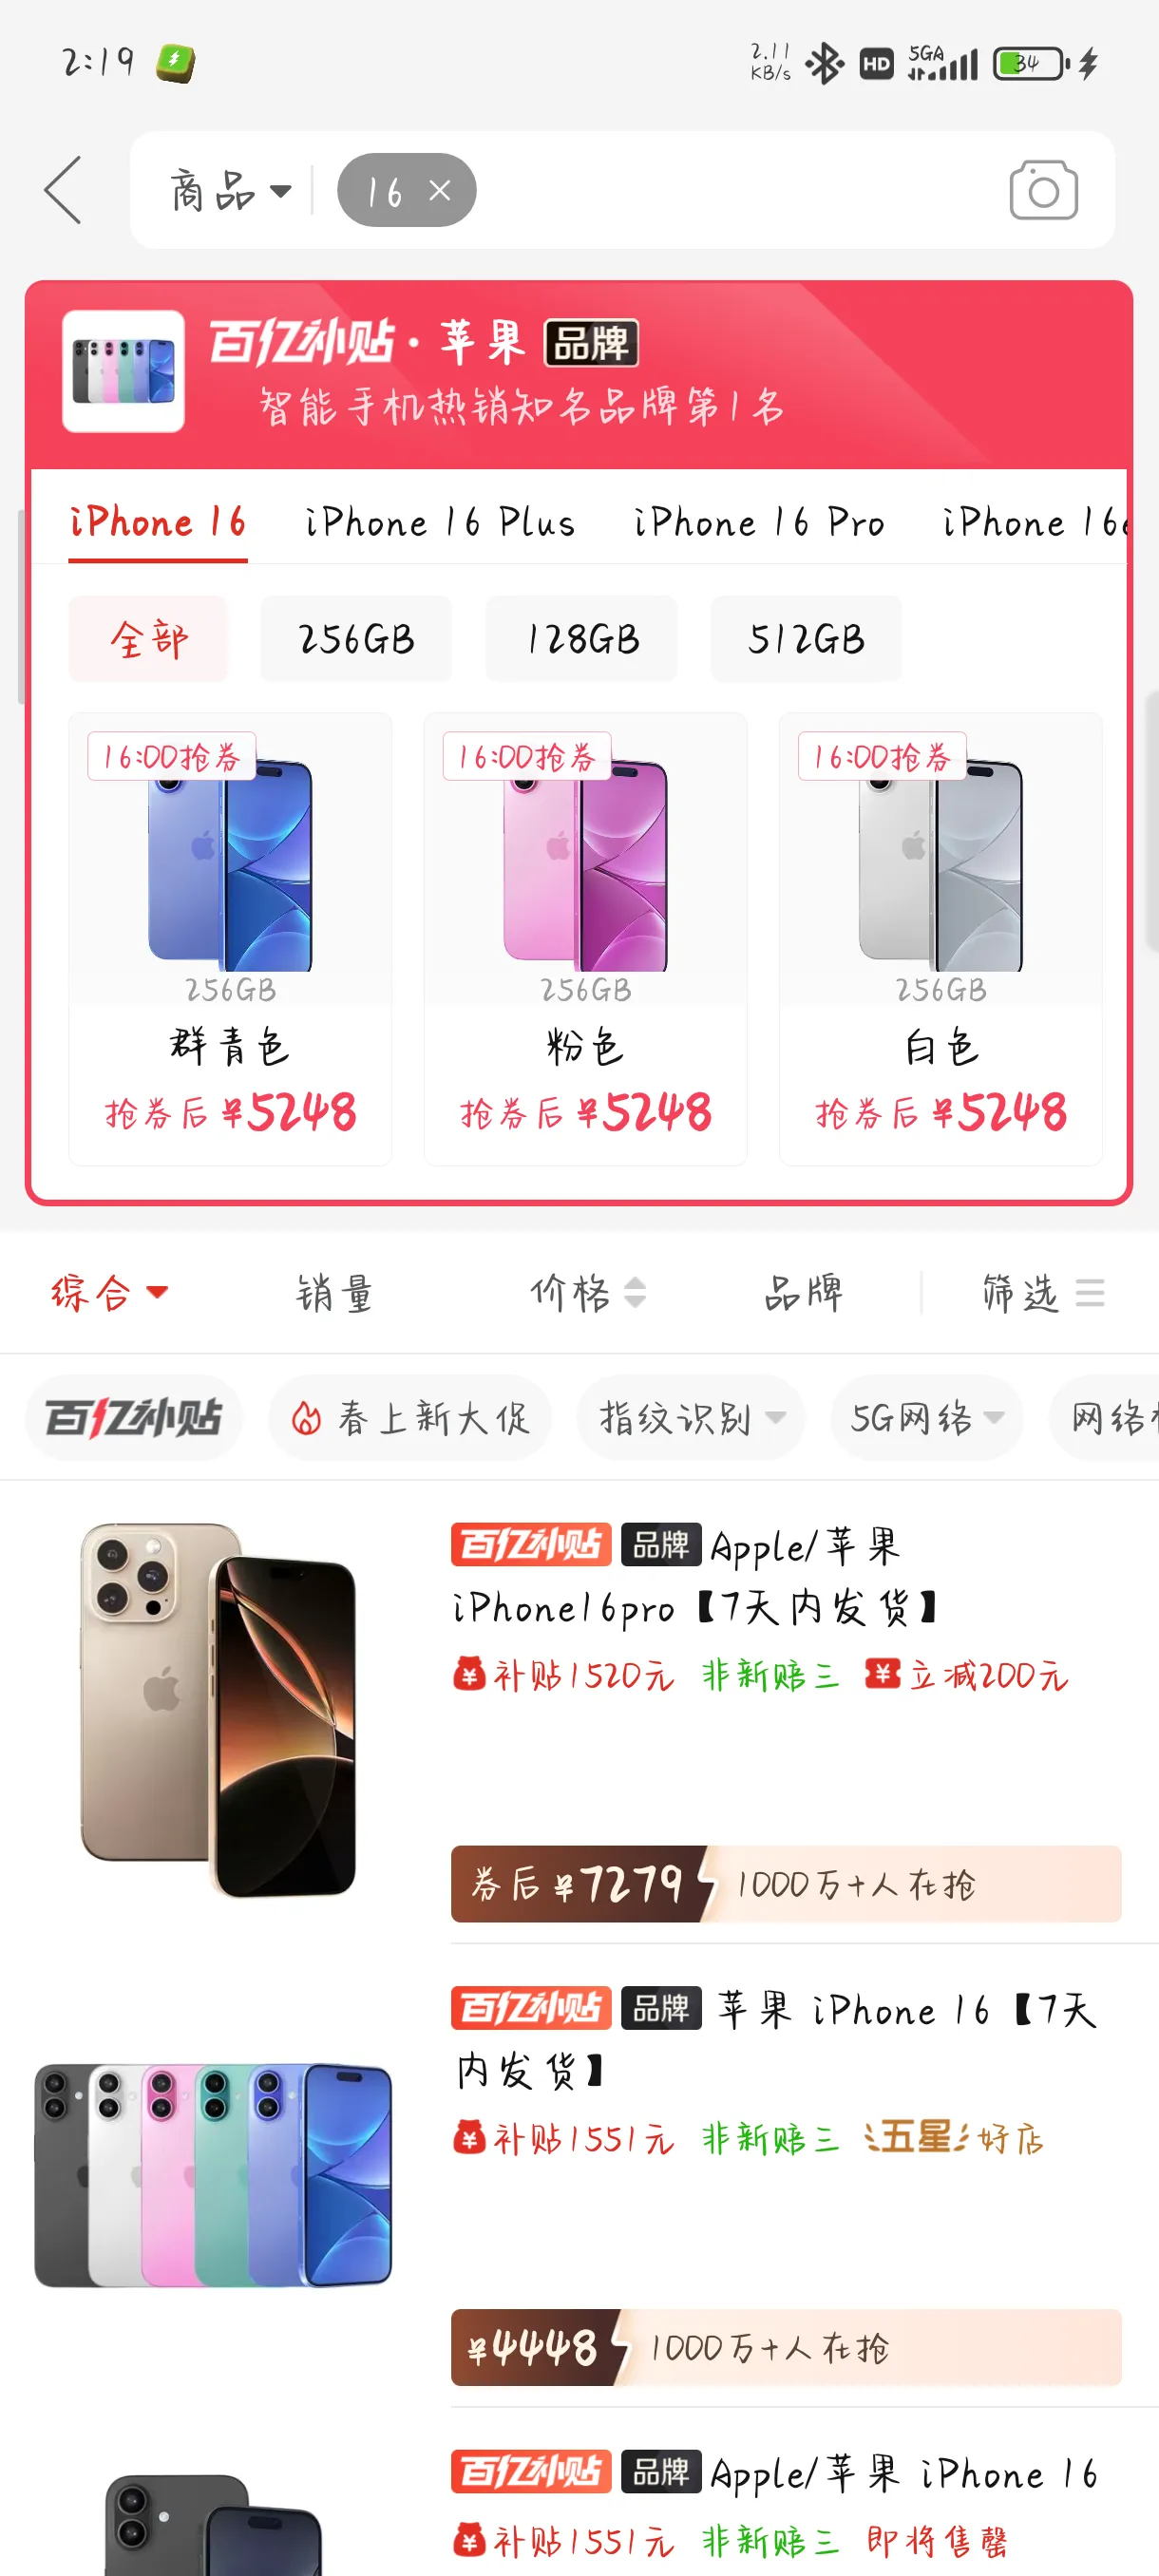 2:19
2.11 KB/s HD 5GA 34
商品 16 ×
百亿补贴·苹果 品牌
智能手机热销知名品牌第1名
iPhone 16 iPhone 16 Plus iPhone 16 Pro iPhone 16e
全部 256GB 128GB 512GB
16:00抢券 16:00抢券 16:00抢券
256GB 256GB 256GB
群青色 粉色 白色
抢券后 ¥5248 抢券后 ¥5248 抢券后 ¥5248
综合 销量 价格 品牌 筛选
百亿补贴 春上新大促 指纹识别 5G网络 网络
百亿补贴 品牌 Apple/苹果
iPhone16pro【7天内发货】
¥ 补贴1520元 非新赔三 ¥ 立减200元
券后 ¥7279 1000万+人在抢
百亿补贴 品牌 苹果 iPhone 16【7天
内发货】
¥ 补贴1551元 非新赔三 五星好店
¥4448 1000万+人在抢
百亿补贴 品牌 Apple/苹果 iPhone 16
¥ 补贴1551元 非新赔三 即将售罄